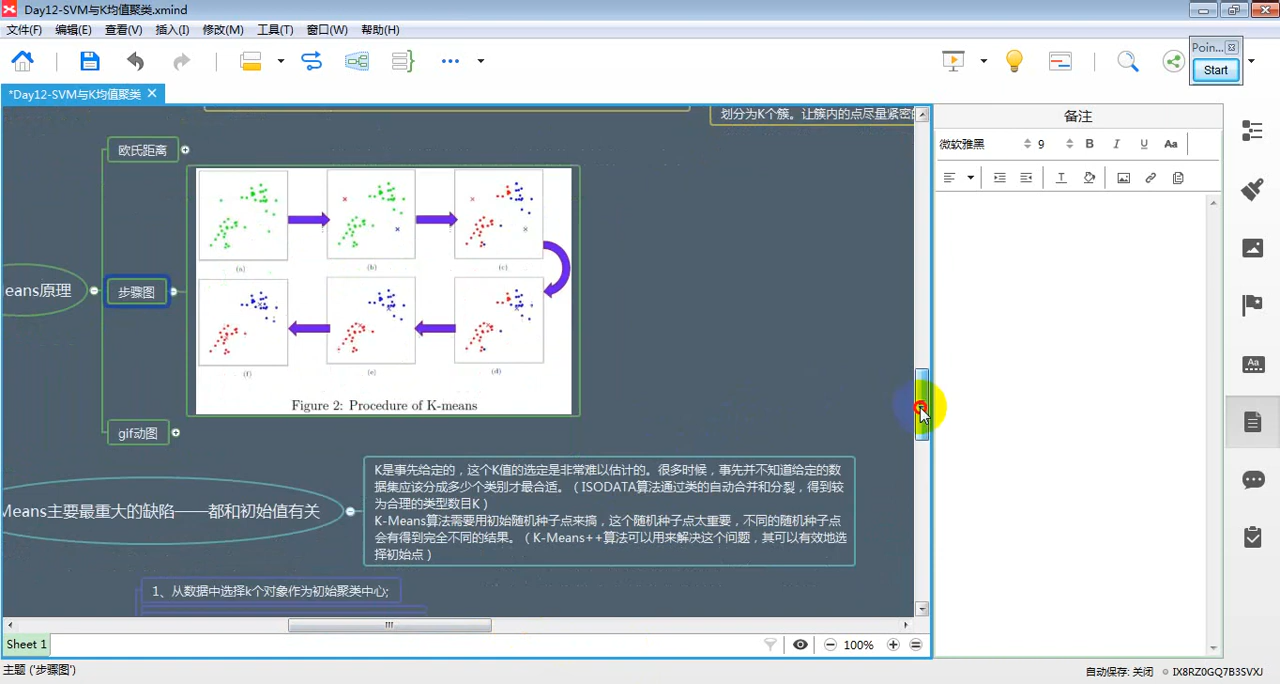 Day12-SVM与K均值聚类.xmind
文件(F) 编辑(E) 查看(V) 插入(I) 修改(M) 工具(T) 窗口(W) 帮助(H)
Poin...
Start
*Day12-SVM与K均值聚类
划分为K个簇。让簇内的点尽量紧密的
备注
微软雅黑 9 B I U Aa
欧氏距离
(a) (b) (c)
eans原理
步骤图
(f) (e) (d)
Figure 2: Procedure of K-means
gif动图
K是事先给定的，这个K值的选定是非常难以估计的。很多时候，事先并不知道给定的数
据集应该分成多少个类别才最合适。（ISODATA算法通过类的自动合并和分裂，得到较
为合理的类型数目K）
K-Means算法需要用初始随机种子点来搞，这个随机种子点太重要，不同的随机种子点
会有得到完全不同的结果。（K-Means++算法可以用来解决这个问题，其可以有效地选
择初始点）
Means主要最重大的缺陷——都和初始值有关
1、从数据中选择k个对象作为初始聚类中心;
Sheet 1
100%
主题 ('步骤图')
自动保存: 关闭
IX8RZ0GQ7B3SVXJ